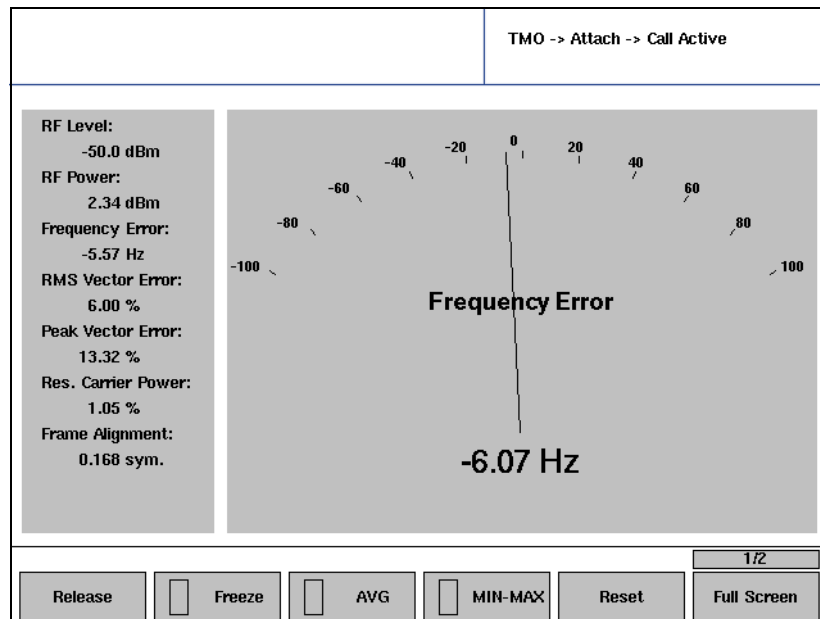 TMO -> Attach -> Call Active
RF Level:
-50.0 dBm
RF Power:
2.34 dBm
Frequency Error:
-5.57 Hz
RMS Vector Error:
6.00 %
Peak Vector Error:
13.32 %
Res. Carrier Power:
1.05 %
Frame Alignment:
0.168 sym.
-100
-80
-60
-40
-20
0
20
40
60
80
100
Frequency Error
-6.07 Hz
1/2
Release
Freeze
AVG
MIN-MAX
Reset
Full Screen